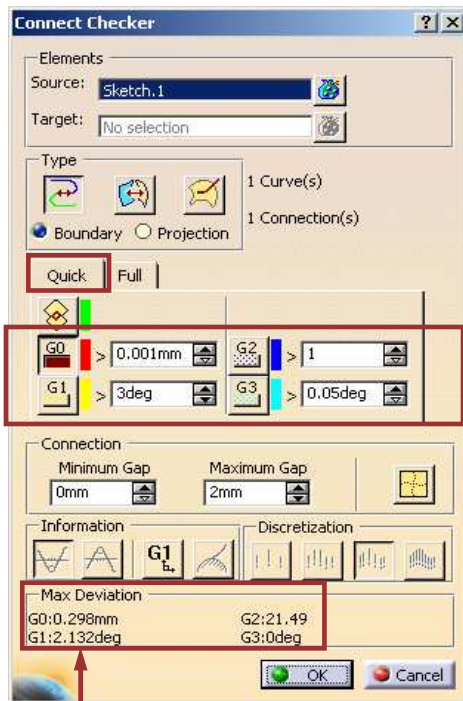 Connect Checker
Elements
Source: Sketch.1
Target: No selection
Type
1 Curve(s)
1 Connection(s)
Boundary Projection
Quick Full
G0 > 0.001mm G2 > 1
G1 > 3deg G3 > 0.05deg
Connection
Minimum Gap Maximum Gap
0mm 2mm
Information Discretization
G1
Max Deviation
G0:0.298mm G2:21.49
G1:2.132deg G3:0deg
OK Cancel